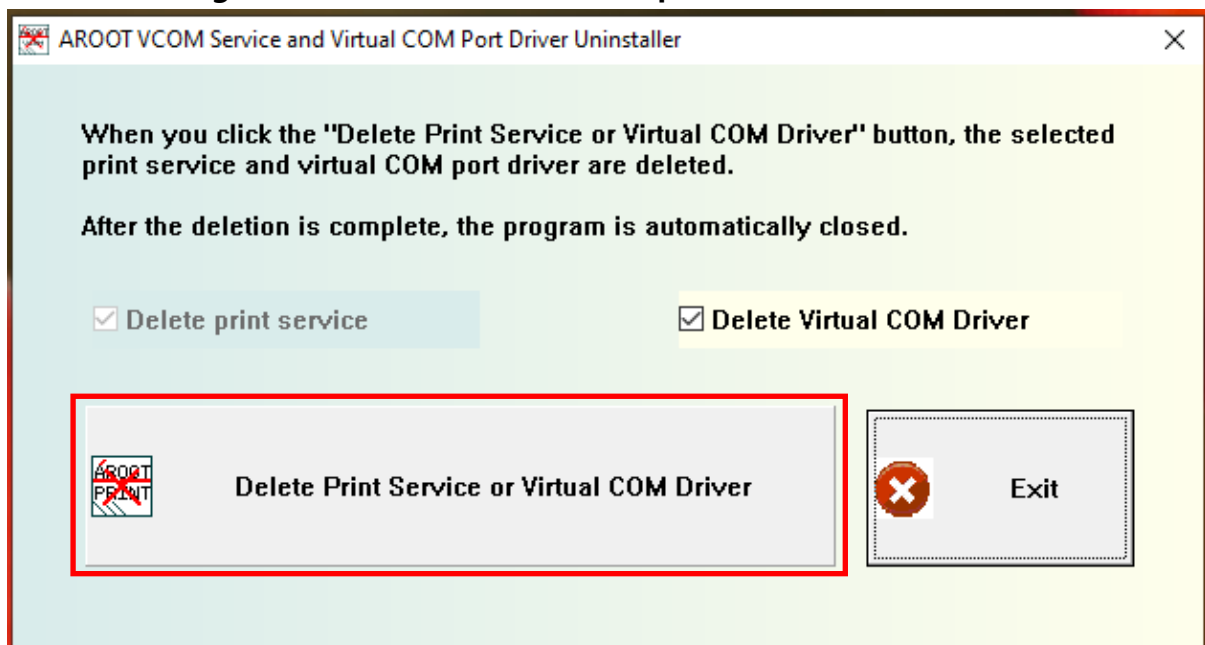 AROOT VCOM Service and Virtual COM Port Driver Uninstaller
When you click the "Delete Print Service or Virtual COM Driver" button, the selected
print service and virtual COM port driver are deleted.
After the deletion is complete, the program is automatically closed.
Delete print service
Delete Virtual COM Driver
AROOT
PRINT
Delete Print Service or Virtual COM Driver
Exit